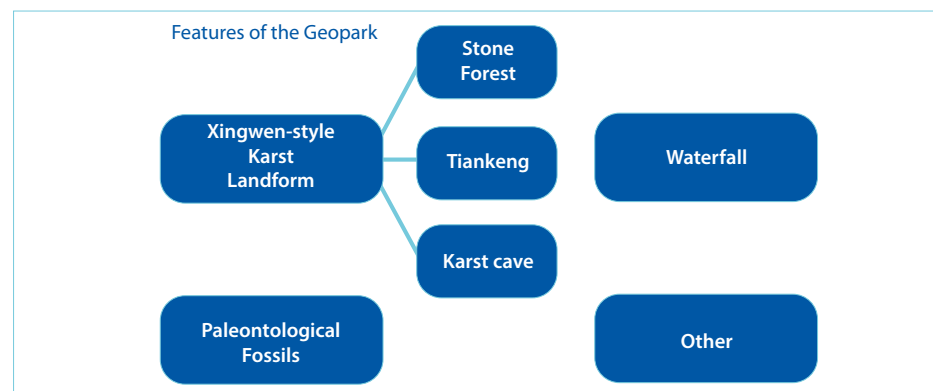 Features of the Geopark
Stone
Forest
Xingwen-style
Karst
Landform
Tiankeng
Waterfall
Karst cave
Paleontological
Fossils
Other